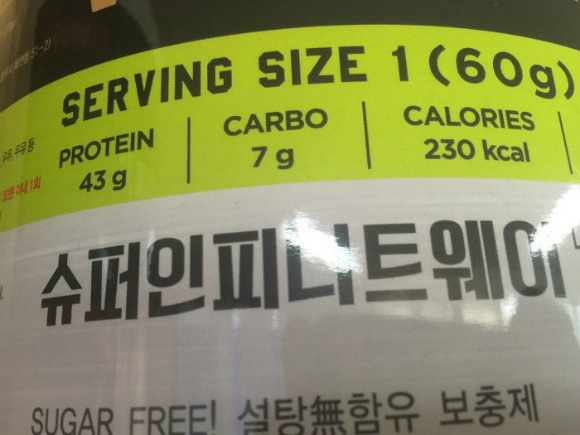 SERVING SIZE 1 (60g)
PROTEIN
43 g
CARBO
7 g
CALORIES
230 kcal
슈퍼인피니트웨이
SUGAR FREE! 설탕無함유 보충제